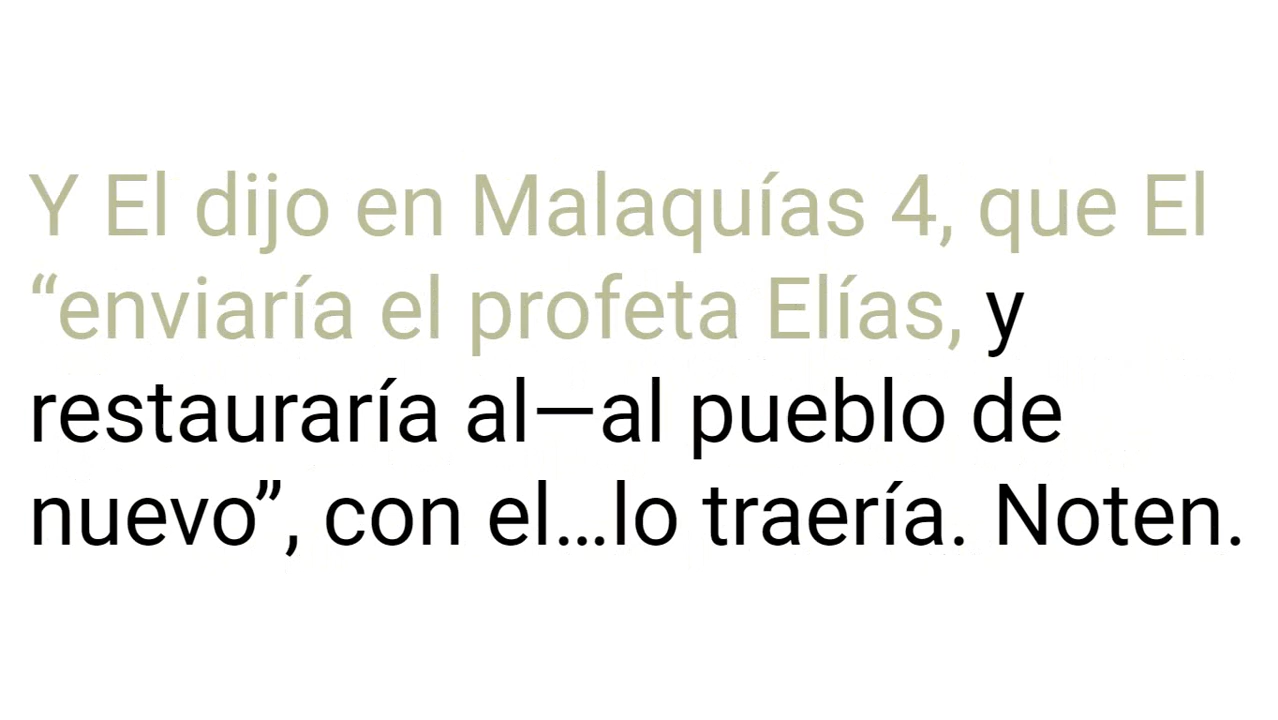 Y El dijo en Malaquías 4, que El
“enviaría el profeta Elías, y
restauraría al—al pueblo de
nuevo”, con el...lo traería. Noten.